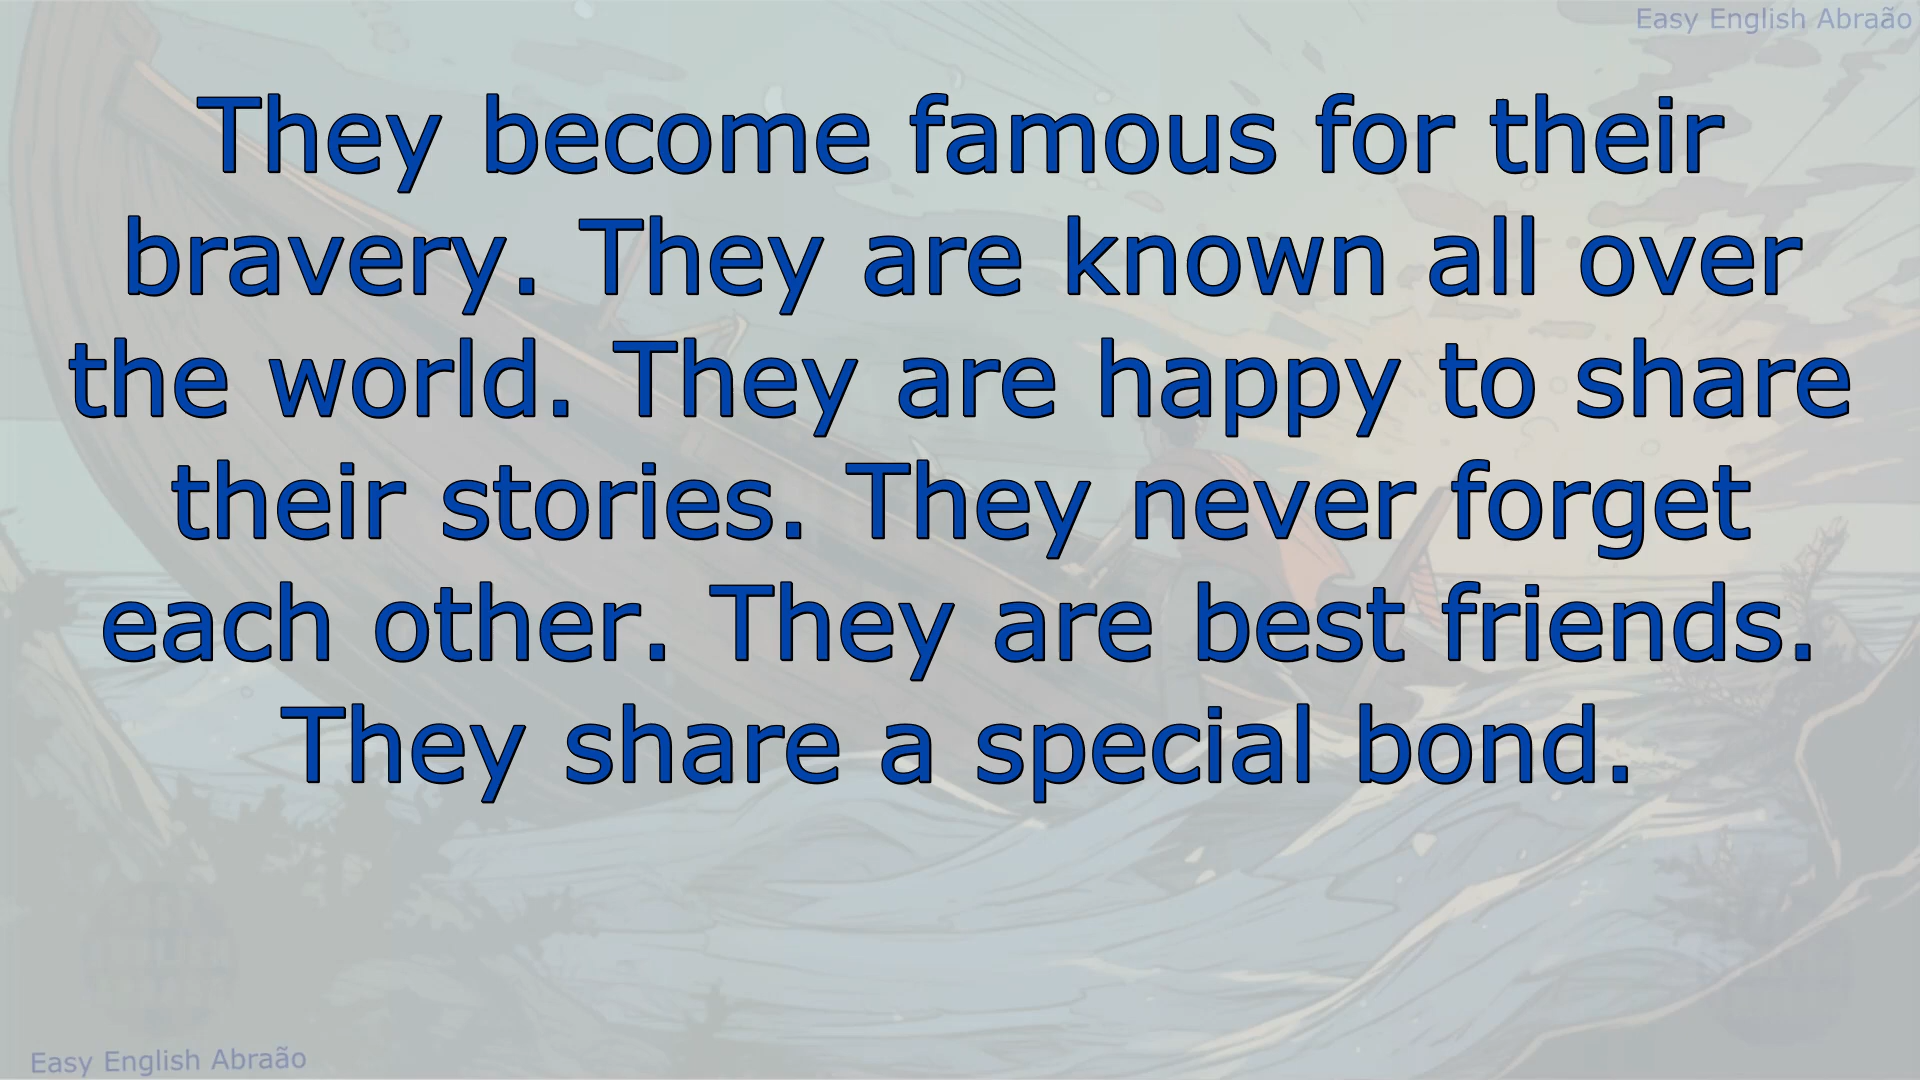 Easy English Abraão
They become famous for their
bravery. They are known all over
the world. They are happy to share
their stories. They never forget
each other. They are best friends.
They share a special bond.
Easy English Abraão